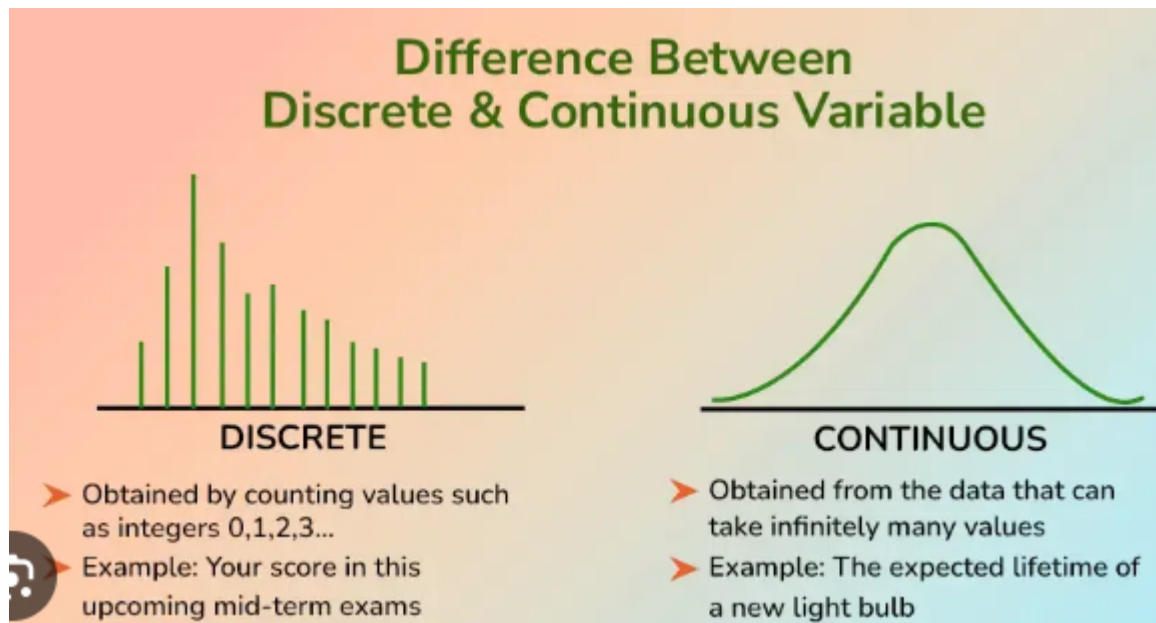 Difference Between
Discrete & Continuous Variable
DISCRETE
Obtained by counting values such
as integers 0,1,2,3...
Example: Your score in this
upcoming mid-term exams
CONTINUOUS
Obtained from the data that can
take infinitely many values
Example: The expected lifetime of
a new light bulb